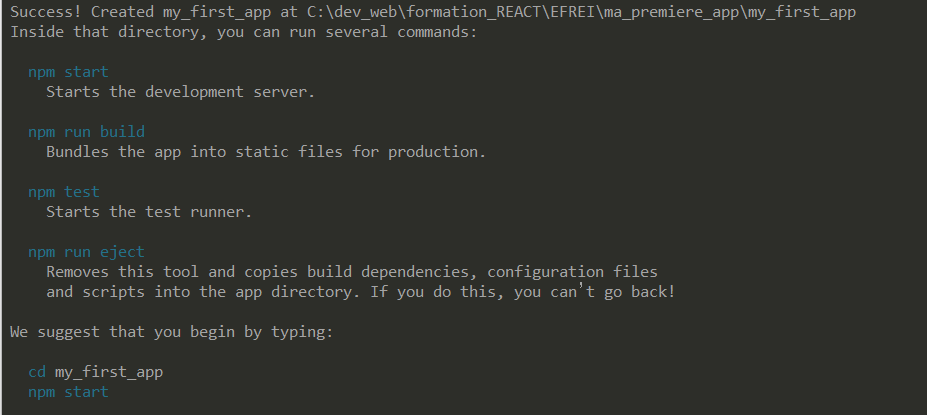 Success! Created my_first_app at C:\dev_web\formation_REACT\EFREI\ma_premiere_app\my_first_app
Inside that directory, you can run several commands:
npm start
Starts the development server.
npm run build
Bundles the app into static files for production.
npm test
Starts the test runner.
npm run eject
Removes this tool and copies build dependencies, configuration files
and scripts into the app directory. If you do this, you can’t go back!
We suggest that you begin by typing:
cd my_first_app
npm start